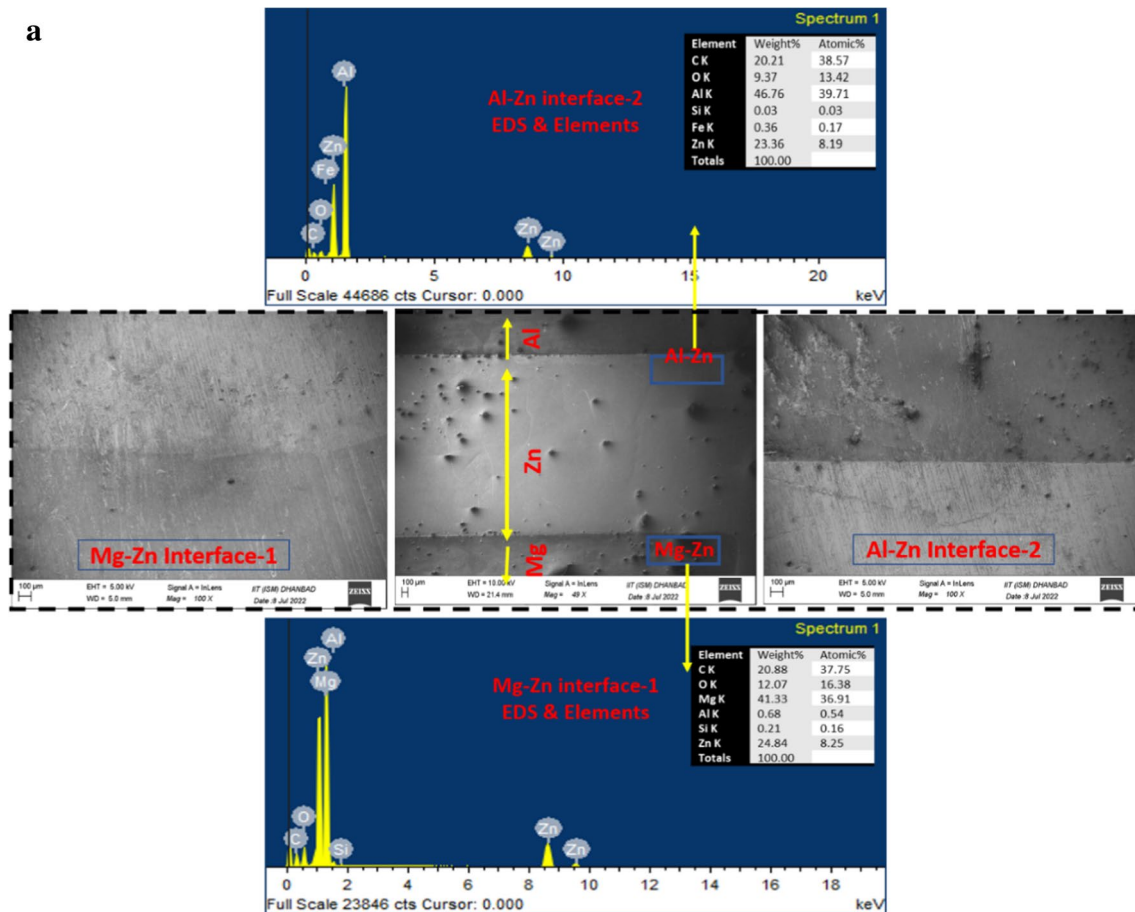 a
Spectrum 1
Al-Zn interface-2
EDS & Elements
Element Weight% Atomic%
C K 20.21 38.57
O K 9.37 13.42
Al K 46.76 39.71
Si K 0.03 0.03
Fe K 0.36 0.17
Zn K 23.36 8.19
Totals 100.00
Al
Zn
Fe
O
C
Zn
Zn
0 5 10 15 20
Full Scale 44686 cts Cursor: 0.000 keV
Mg-Zn Interface-1
100 µm EHT = 5.00 kV Signal A = InLens IIT (ISM) DHANBAD ZEISS
WD = 5.0 mm Mag = 100 X Date :8 Jul 2022
Al
Al-Zn
Zn
Mg
Mg-Zn
100 µm EHT = 10.00 kV Signal A = InLens IIT (ISM) DHANBAD ZEISS
WD = 21.4 mm Mag = 49 X Date :8 Jul 2022
Al-Zn Interface-2
100 µm EHT = 5.00 kV Signal A = InLens IIT (ISM) DHANBAD ZEISS
WD = 5.0 mm Mag = 100 X Date :8 Jul 2022
Spectrum 1
Mg-Zn interface-1
EDS & Elements
Element Weight% Atomic%
C K 20.88 37.75
O K 12.07 16.38
Mg K 41.33 36.91
Al K 0.68 0.54
Si K 0.21 0.16
Zn K 24.84 8.25
Totals 100.00
Al
Zn
Mg
O
C
Si
Zn
Zn
0 2 4 6 8 10 12 14 16 18
Full Scale 23846 cts Cursor: 0.000 keV